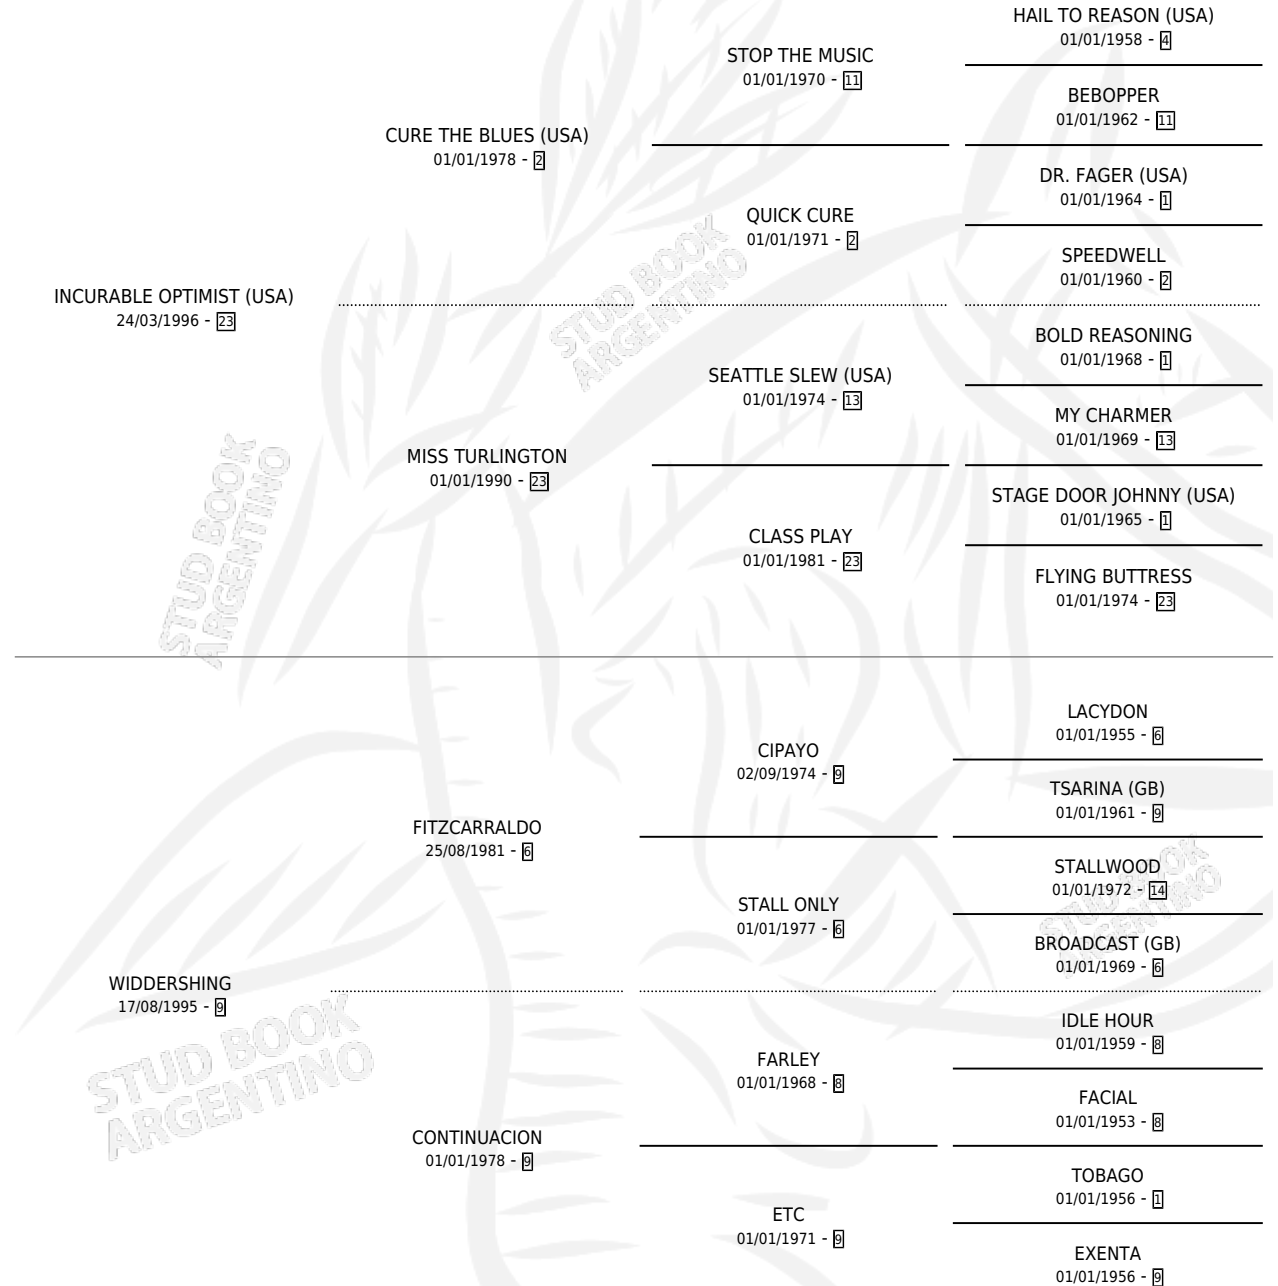 HAIL TO REASON (USA)
01/01/1958 - 4
STOP THE MUSIC
01/01/1970 - 11
BEBOPPER
01/01/1962 - 11
CURE THE BLUES (USA)
01/01/1978 - 2
DR. FAGER (USA)
01/01/1964 - 1
QUICK CURE
01/01/1971 - 2
SPEEDWELL
01/01/1960 - 2
INCURABLE OPTIMIST (USA)
24/03/1996 - 23
BOLD REASONING
01/01/1968 - 1
SEATTLE SLEW (USA)
01/01/1974 - 13
MY CHARMER
01/01/1969 - 13
MISS TURLINGTON
01/01/1990 - 23
STAGE DOOR JOHNNY (USA)
01/01/1965 - 1
CLASS PLAY
01/01/1981 - 23
FLYING BUTTRESS
01/01/1974 - 23
LACYDON
01/01/1955 - 6
CIPAYO
02/09/1974 - 9
TSARINA (GB)
01/01/1961 - 9
FITZCARRALDO
25/08/1981 - 6
STALLWOOD
01/01/1972 - 14
STALL ONLY
01/01/1977 - 6
BROADCAST (GB)
01/01/1969 - 6
WIDDERSHING
17/08/1995 - 9
IDLE HOUR
01/01/1959 - 8
FARLEY
01/01/1968 - 8
FACIAL
01/01/1953 - 8
CONTINUACION
01/01/1978 - 9
TOBAGO
01/01/1956 - 1
ETC
01/01/1971 - 9
EXENTA
01/01/1956 - 9
STUD BOOK
ARGENTINO
STUD BOOK
ARGENTINO
STUD BOOK
ARGENTINO
STUD BOOK
ARGENTINO